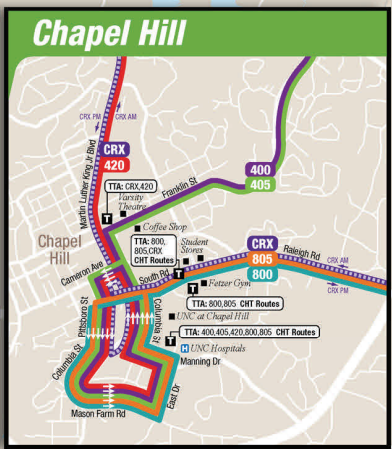 Chapel Hill
CRX PM
CRX AM
Martin Luther King Jr Blvd
CRX
420
TTA: CRX,420
T
Varsity
Theatre
Franklin St
400
405
Coffee Shop
Chapel
Hill
TTA: 800,
805,CRX
CHT Routes
T
Student
Stores
CRX
805
800
Raleigh Rd
CRX AM
CRX PM
Cameron Ave
South Rd
Fetzer Gym
T
TTA: 800,805 CHT Routes
Pittsboro St
Columbia St
UNC at Chapel Hill
T
TTA: 400,405,420,800,805 CHT Routes
H UNC Hospitals
Manning Dr
Columbia St
East Dr
Mason Farm Rd